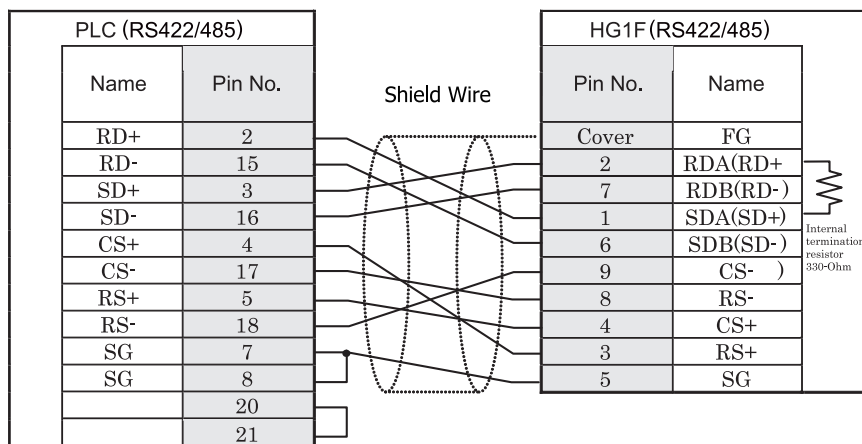 PLC (RS422/485)
HG1F (RS422/485)
Name Pin No.
Shield Wire
Pin No. Name
RD+ 2
RD- 15
SD+ 3
SD- 16
CS+ 4
CS- 17
RS+ 5
RS- 18
SG 7
SG 8
20
21
Cover FG
2 RDA(RD+
7 RDB(RD-)
1 SDA(SD+)
6 SDB(SD-)
9 CS- )
8 RS-
4 CS+
3 RS+
5 SG
Internal
termination
resistor
330-Ohm